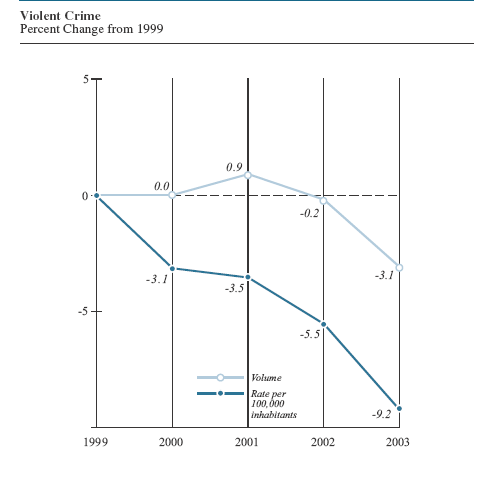 Violent Crime
Percent Change from 1999
5
0.9
0.0
0
-0.2
-3.1
-3.1
-3.5
-5
-5.5
Volume
Rate per
100,000
inhabitants
-9.2
1999 2000 2001 2002 2003